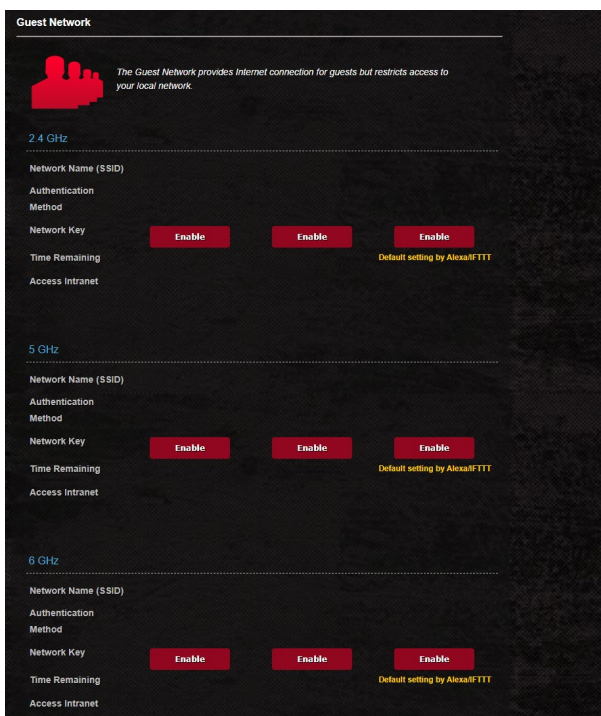 Guest Network
The Guest Network provides Internet connection for guests but restricts access to
your local network.
2.4 GHz
Network Name (SSID)
Authentication
Method
Network Key
Enable Enable Enable
Time Remaining
Default setting by Alexa/IFTTT
Access Intranet
5 GHz
Network Name (SSID)
Authentication
Method
Network Key
Enable Enable Enable
Time Remaining
Default setting by Alexa/IFTTT
Access Intranet
6 GHz
Network Name (SSID)
Authentication
Method
Network Key
Enable Enable Enable
Time Remaining
Default setting by Alexa/IFTTT
Access Intranet